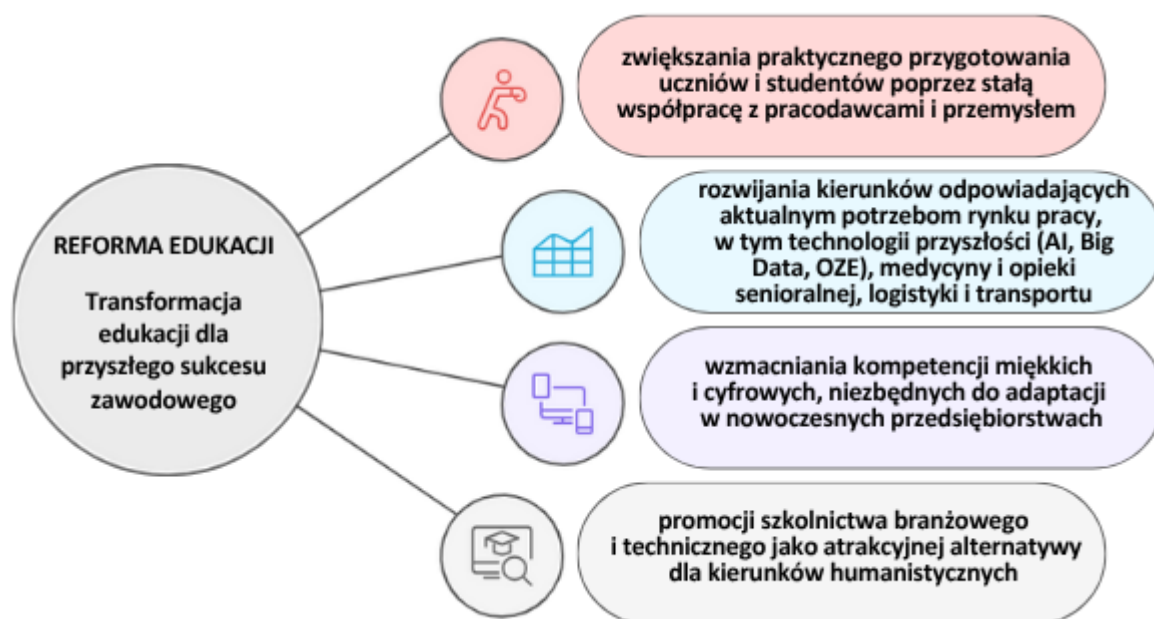 REFORMA EDUKACJI
Transformacja
edukacji dla
przyszłego sukcesu
zawodowego
zwiększania praktycznego przygotowania
uczniów i studentów poprzez stałą
współpracę z pracodawcami i przemysłem
rozwijania kierunków odpowiadających
aktualnym potrzebom rynku pracy,
w tym technologii przyszłości (AI, Big
Data, OZE), medycyny i opieki
senioralnej, logistyki i transportu
wzmacniania kompetencji miękkich
i cyfrowych, niezbędnych do adaptacji
w nowoczesnych przedsiębiorstwach
promocji szkolnictwa branżowego
i technicznego jako atrakcyjnej alternatywy
dla kierunków humanistycznych